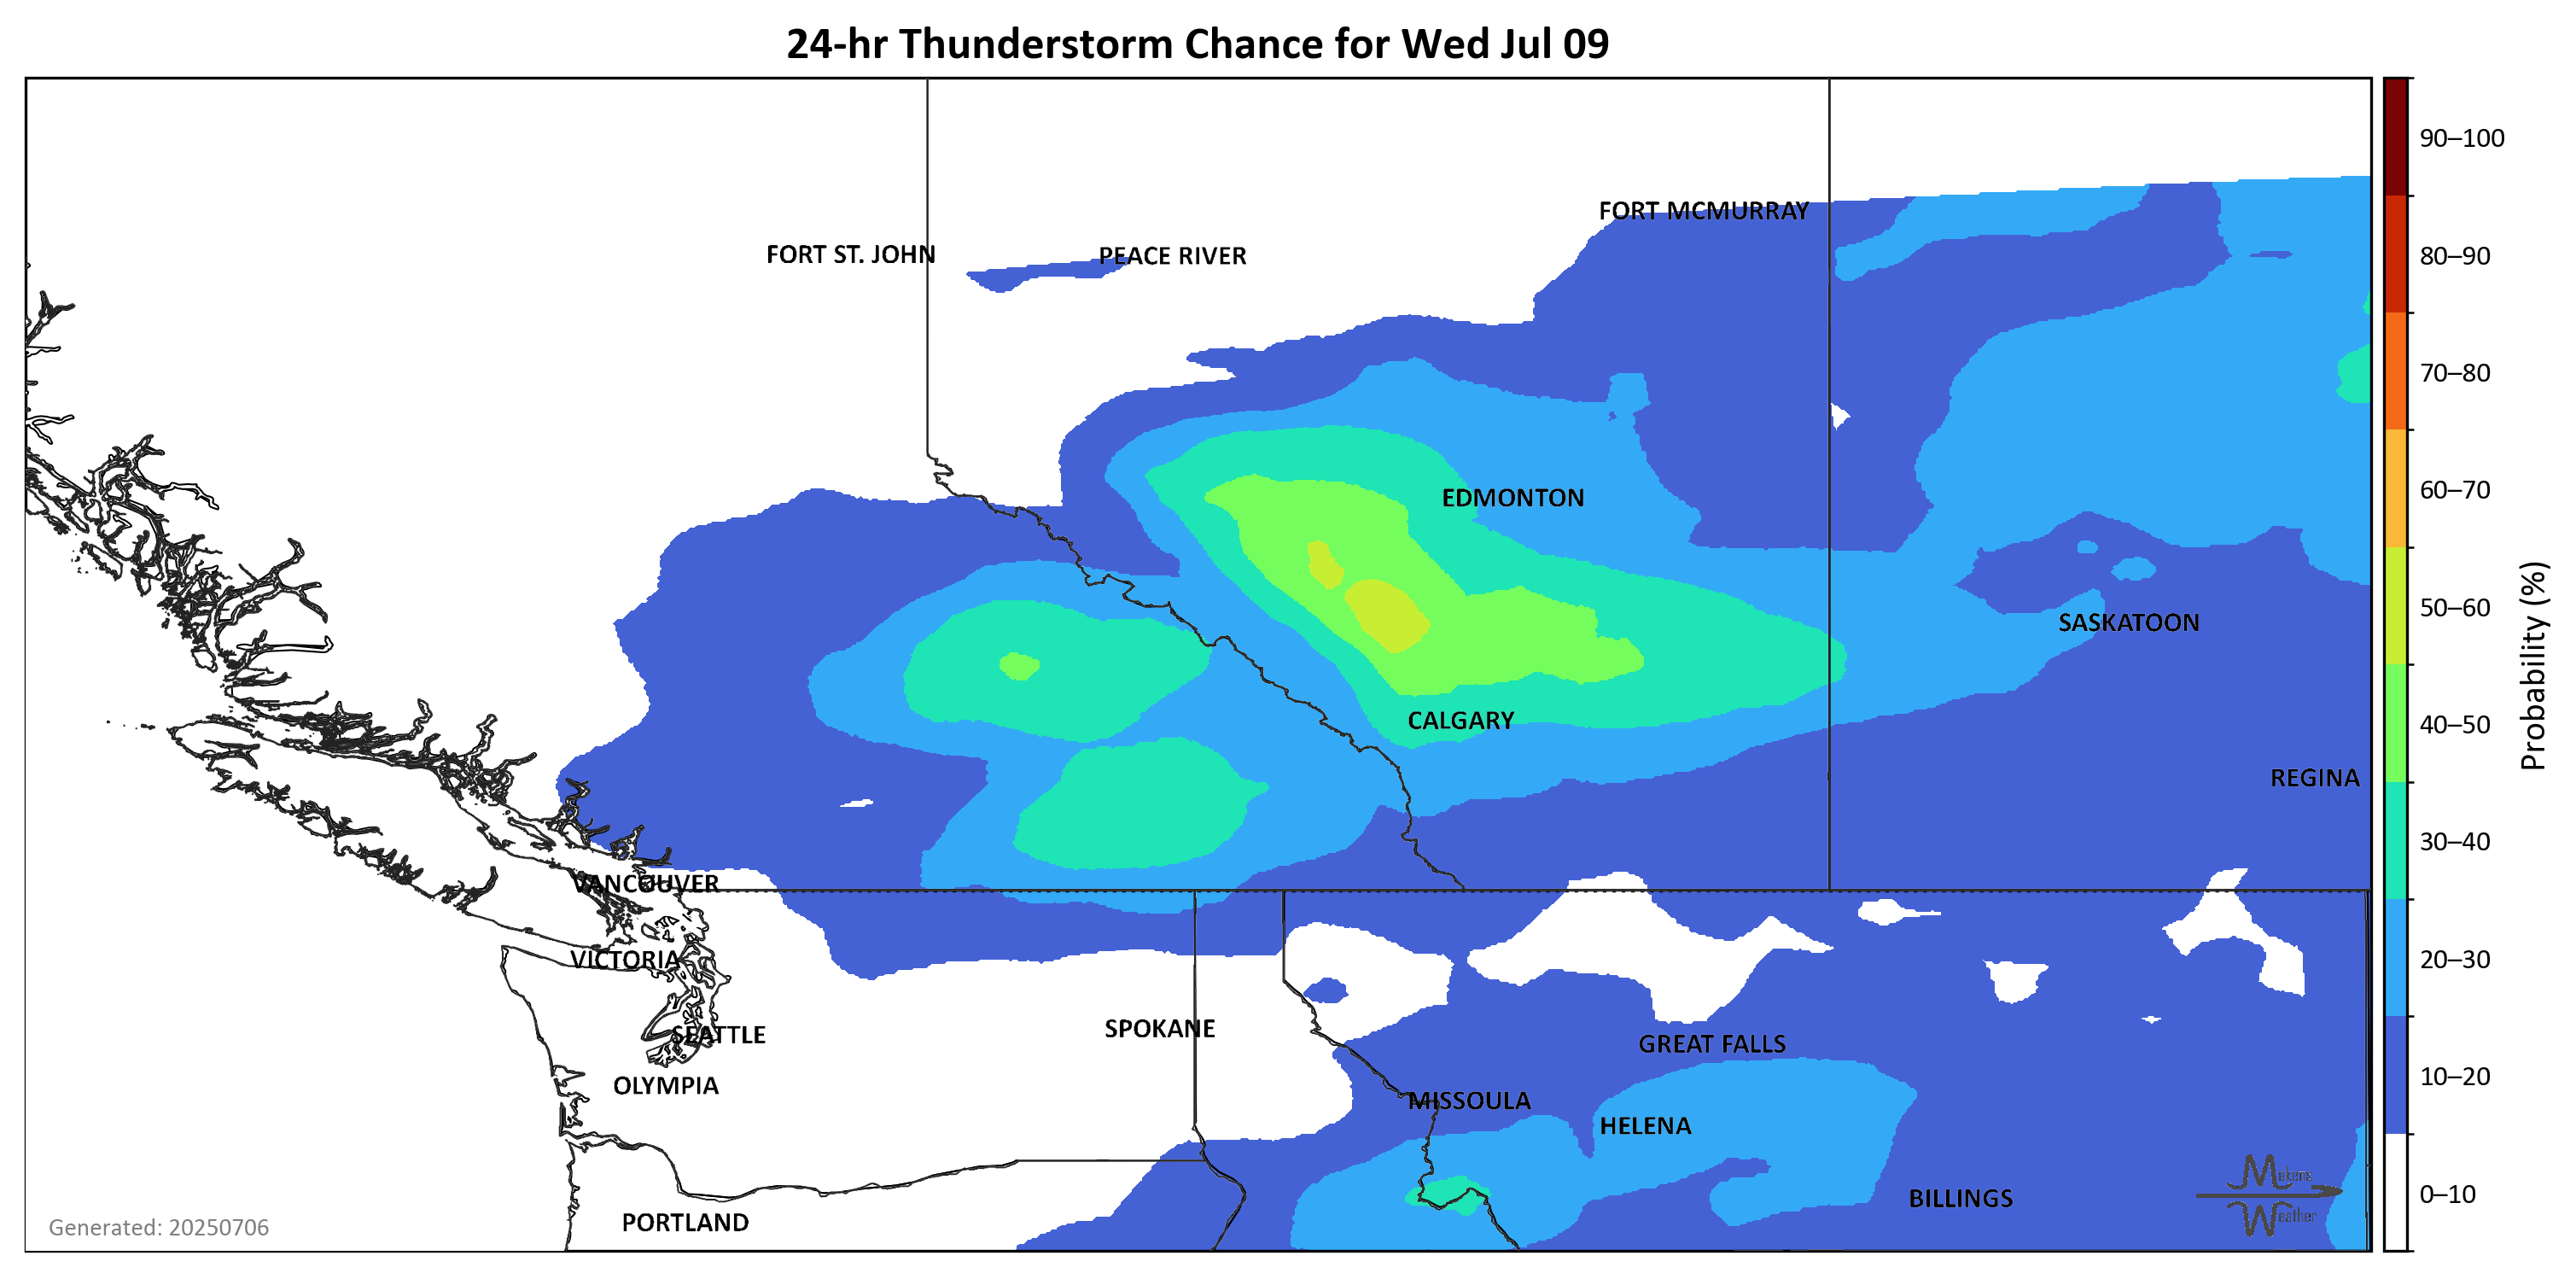 24-hr Thunderstorm Chance for Wed Jul 09
90–100
FORT MCMURRAY
FORT ST. JOHN
PEACE RIVER
80–90
70–80
EDMONTON
60–70
SASKATOON
50–60
CALGARY
40–50
Probability (%)
REGINA
30–40
VANCOUVER
VICTORIA
20–30
SPOKANE
SEATTLE
GREAT FALLS
OLYMPIA
10–20
MISSOULA
HELENA
Mekens
Weather
BILLINGS
0–10
PORTLAND
Generated: 20250706